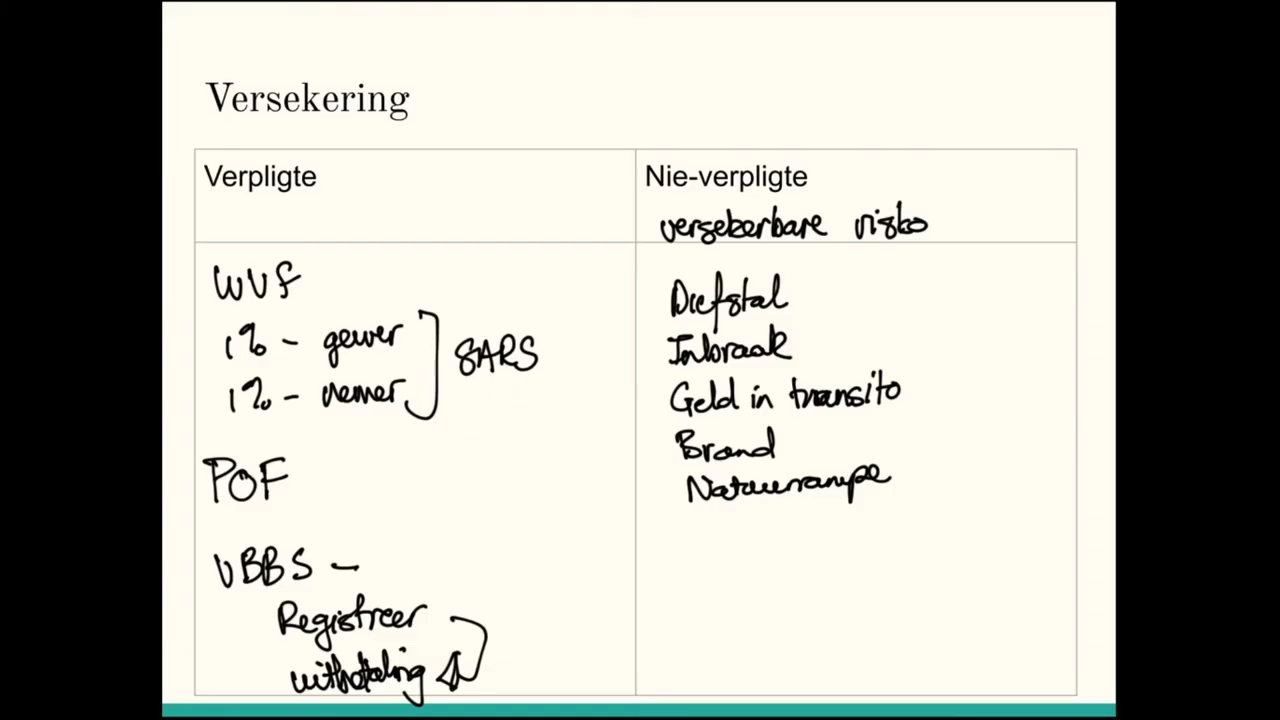 Versekering
Verpligte
Nie-verpligte
versekerbare risiko
WVF
1% - gewer
1% - nemer
SARS
POF
VBBS -
Registreer
uitbetaling
Diefstal
Inbraak
Geld in transito
Brand
Natuurrampe